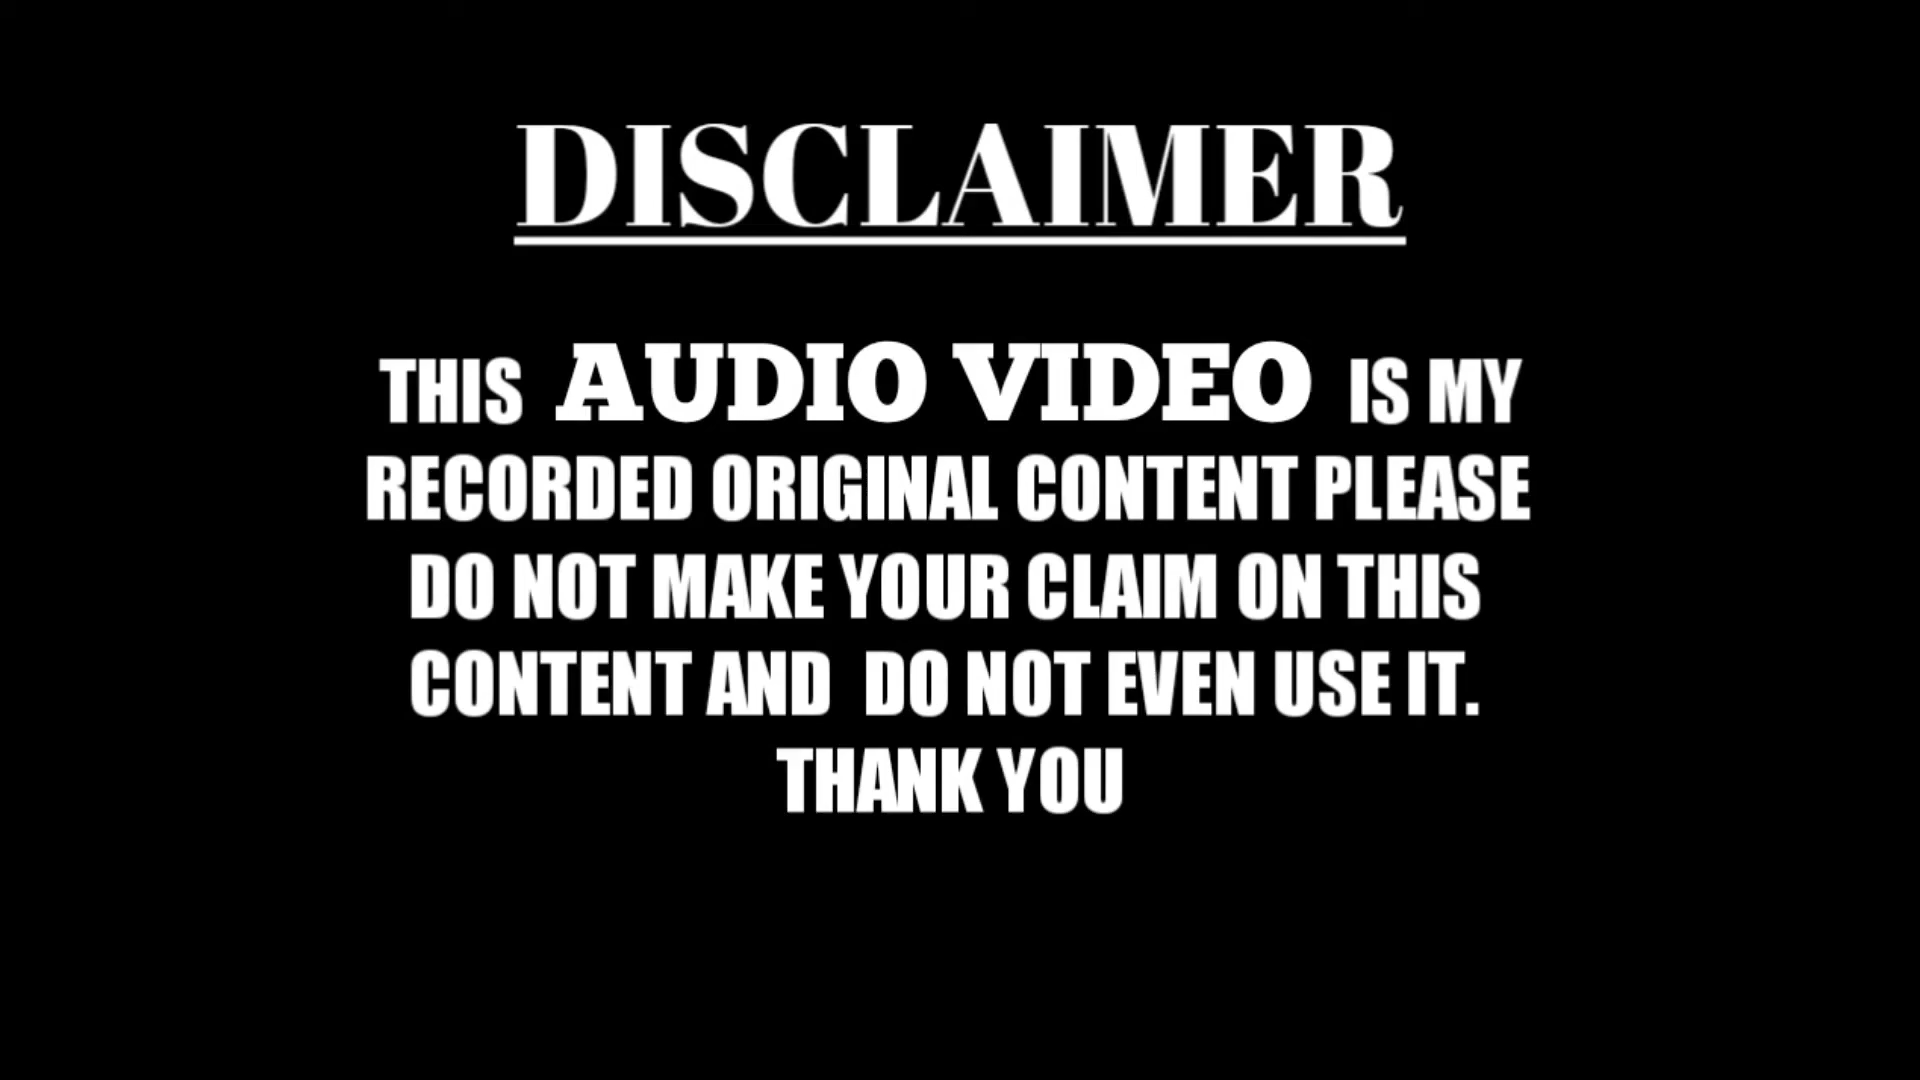 DISCLAIMER
THIS AUDIO VIDEO IS MY
RECORDED ORIGINAL CONTENT PLEASE
DO NOT MAKE YOUR CLAIM ON THIS
CONTENT AND DO NOT EVEN USE IT.
THANK YOU